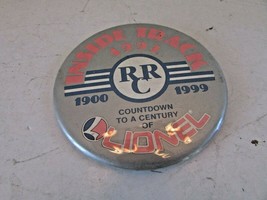 INSIDE TRACK
RRC
1900 1999
COUNTDOWN
TO A CENTURY
OF
LIONEL